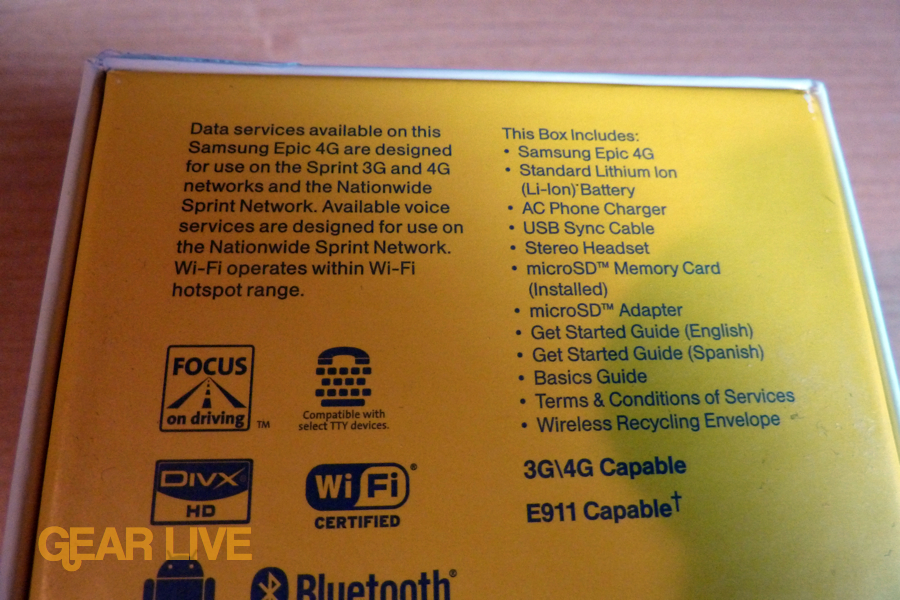 Data services available on this
Samsung Epic 4G are designed
for use on the Sprint 3G and 4G
networks and the Nationwide
Sprint Network. Available voice
services are designed for use on
the Nationwide Sprint Network.
Wi-Fi operates within Wi-Fi
hotspot range.
This Box Includes:
• Samsung Epic 4G
• Standard Lithium Ion
(Li-Ion) Battery
• AC Phone Charger
• USB Sync Cable
• Stereo Headset
• microSD™ Memory Card
(Installed)
• microSD™ Adapter
• Get Started Guide (English)
• Get Started Guide (Spanish)
• Basics Guide
• Terms & Conditions of Services
• Wireless Recycling Envelope
3G\4G Capable
E911 Capable†
FOCUS
on driving™
Compatible with
select TTY devices.
DIVX®
HD
Wi Fi®
CERTIFIED
GEAR LIVE
Bluetooth®